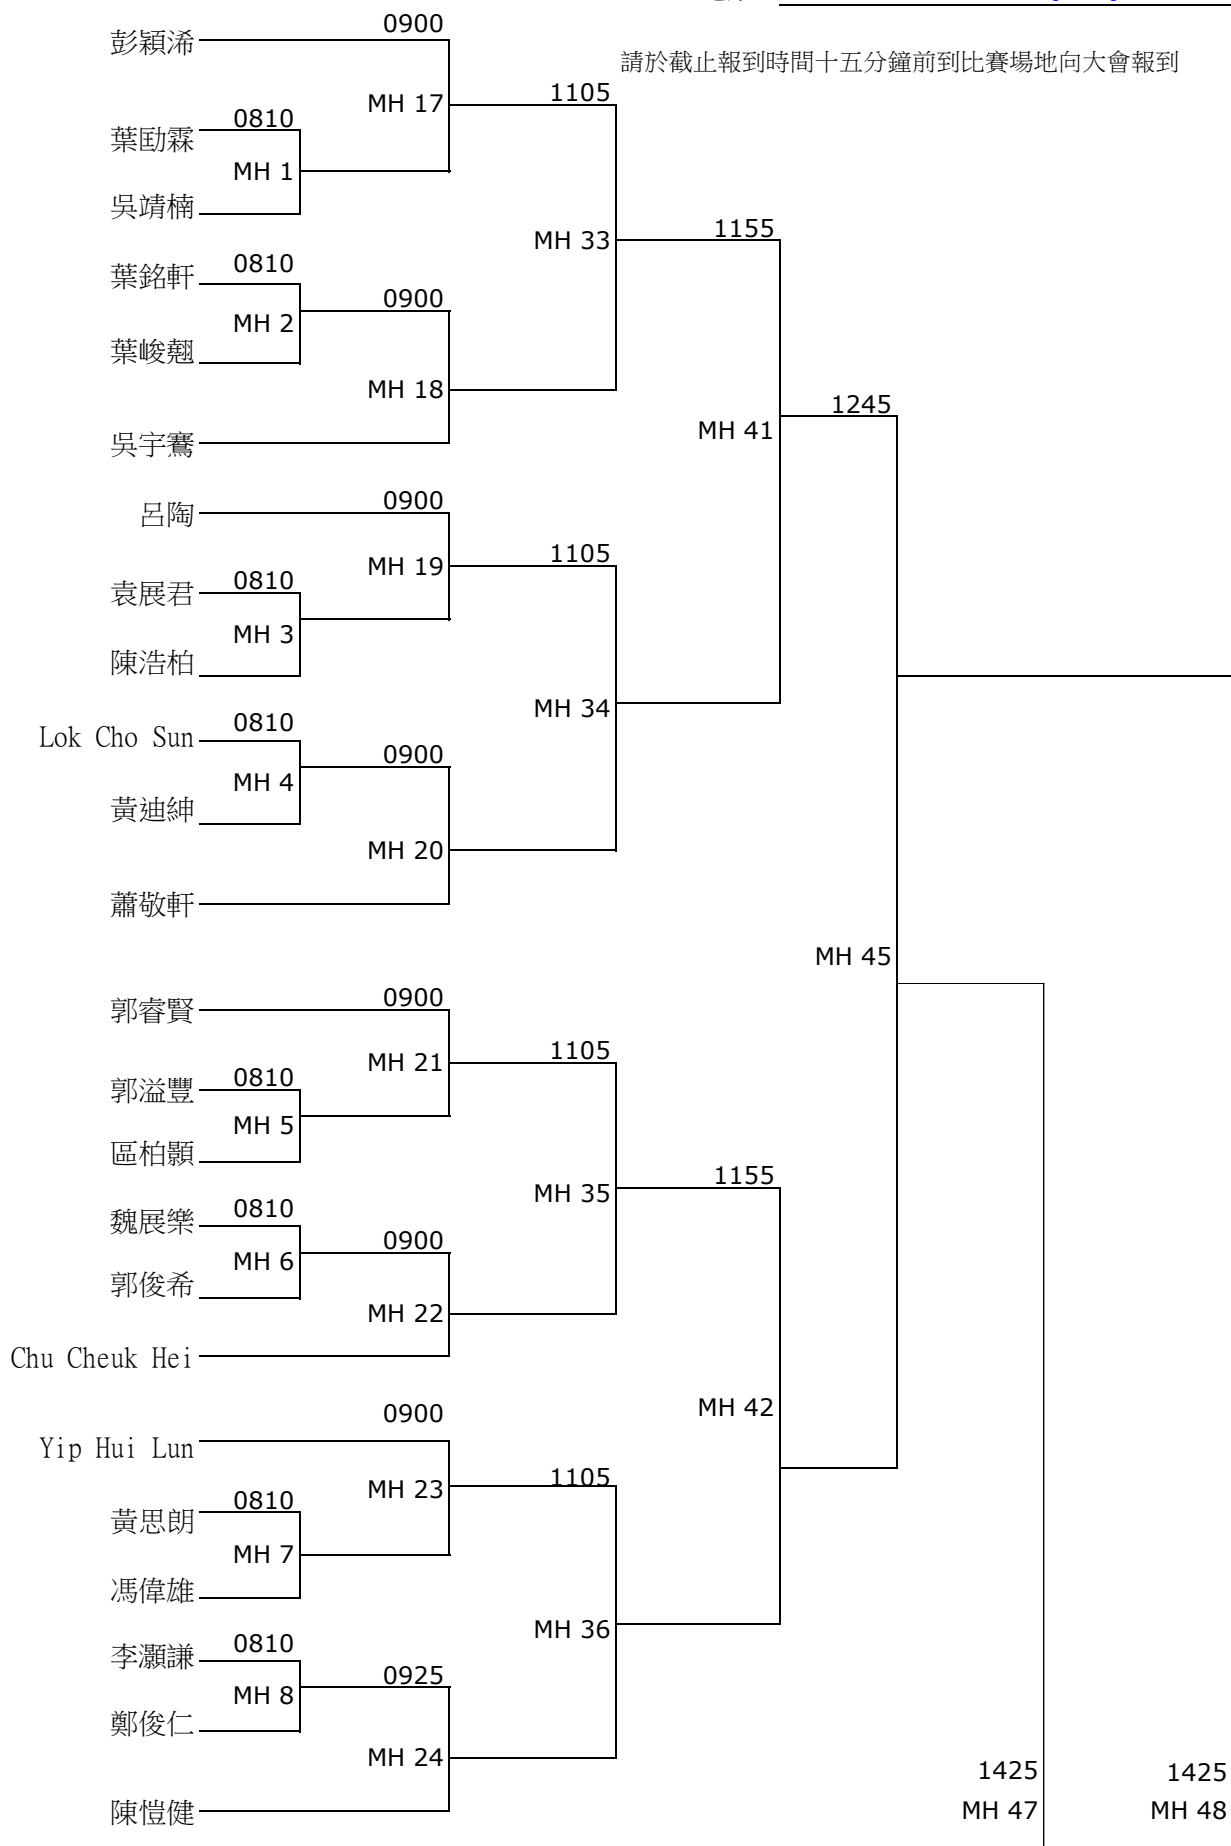 0900
彭穎浠
請於截止報到時間十五分鐘前到比賽場地向大會報到
MH 17
1105
0810
葉勖霖
MH 1
吳靖楠
MH 33
1155
0810
葉銘軒
0900
MH 2
葉峻翹
MH 18
1245
MH 41
吳宇騫
0900
呂陶
1105
MH 19
0810
袁展君
MH 3
陳浩柏
MH 34
0810
Lok Cho Sun
0900
MH 4
黃迪紳
MH 20
蕭敬軒
MH 45
0900
郭睿賢
1105
MH 21
0810
郭溢豐
MH 5
區柏顥
1155
MH 35
0810
魏展樂
0900
MH 6
郭俊希
MH 22
Chu Cheuk Hei
MH 42
0900
Yip Hui Lun
1105
MH 23
0810
黃思朗
MH 7
馮偉雄
MH 36
0810
李灝謙
0925
MH 8
鄭俊仁
MH 24
1425
1425
陳愷健
MH 47
MH 48